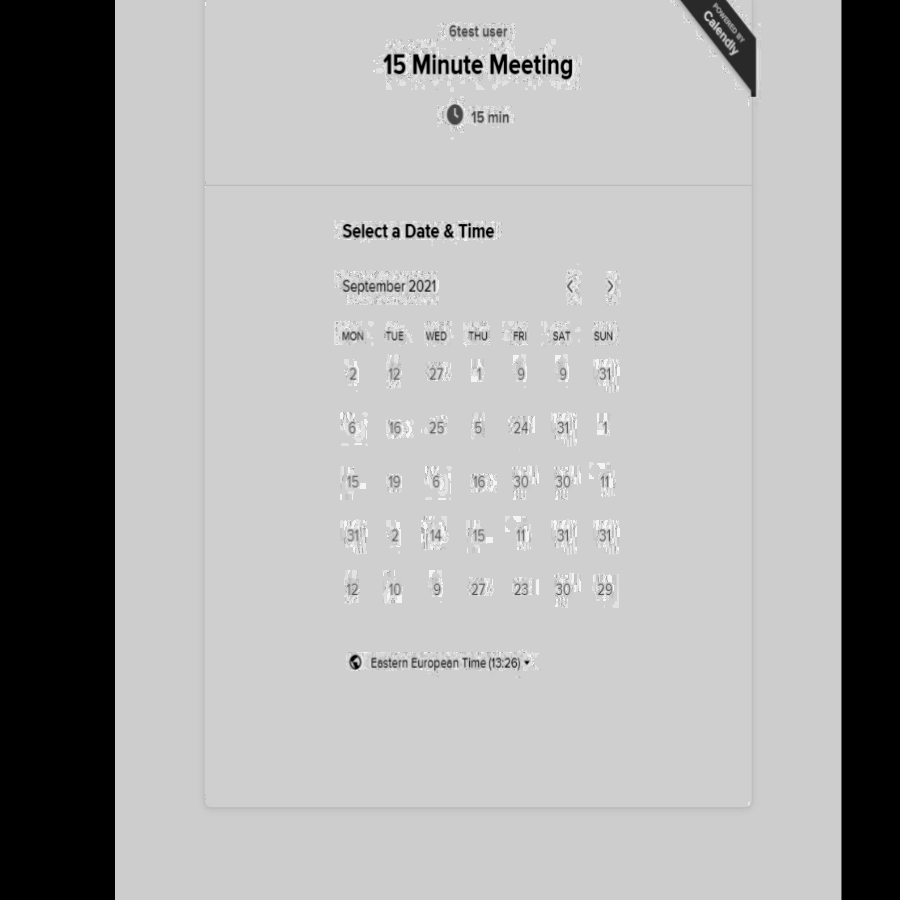 POWERED BY
Calendly
6test user
15 Minute Meeting
15 min
Select a Date & Time
September 2021
MON TUE WED THU FRI SAT SUN
2 12 27 1 9 9 31
6 16 25 5 24 31 1
15 19 6 16 30 30 11
31 2 14 15 11 31 31
12 10 9 27 23 30 29
Eastern European Time (13:26)